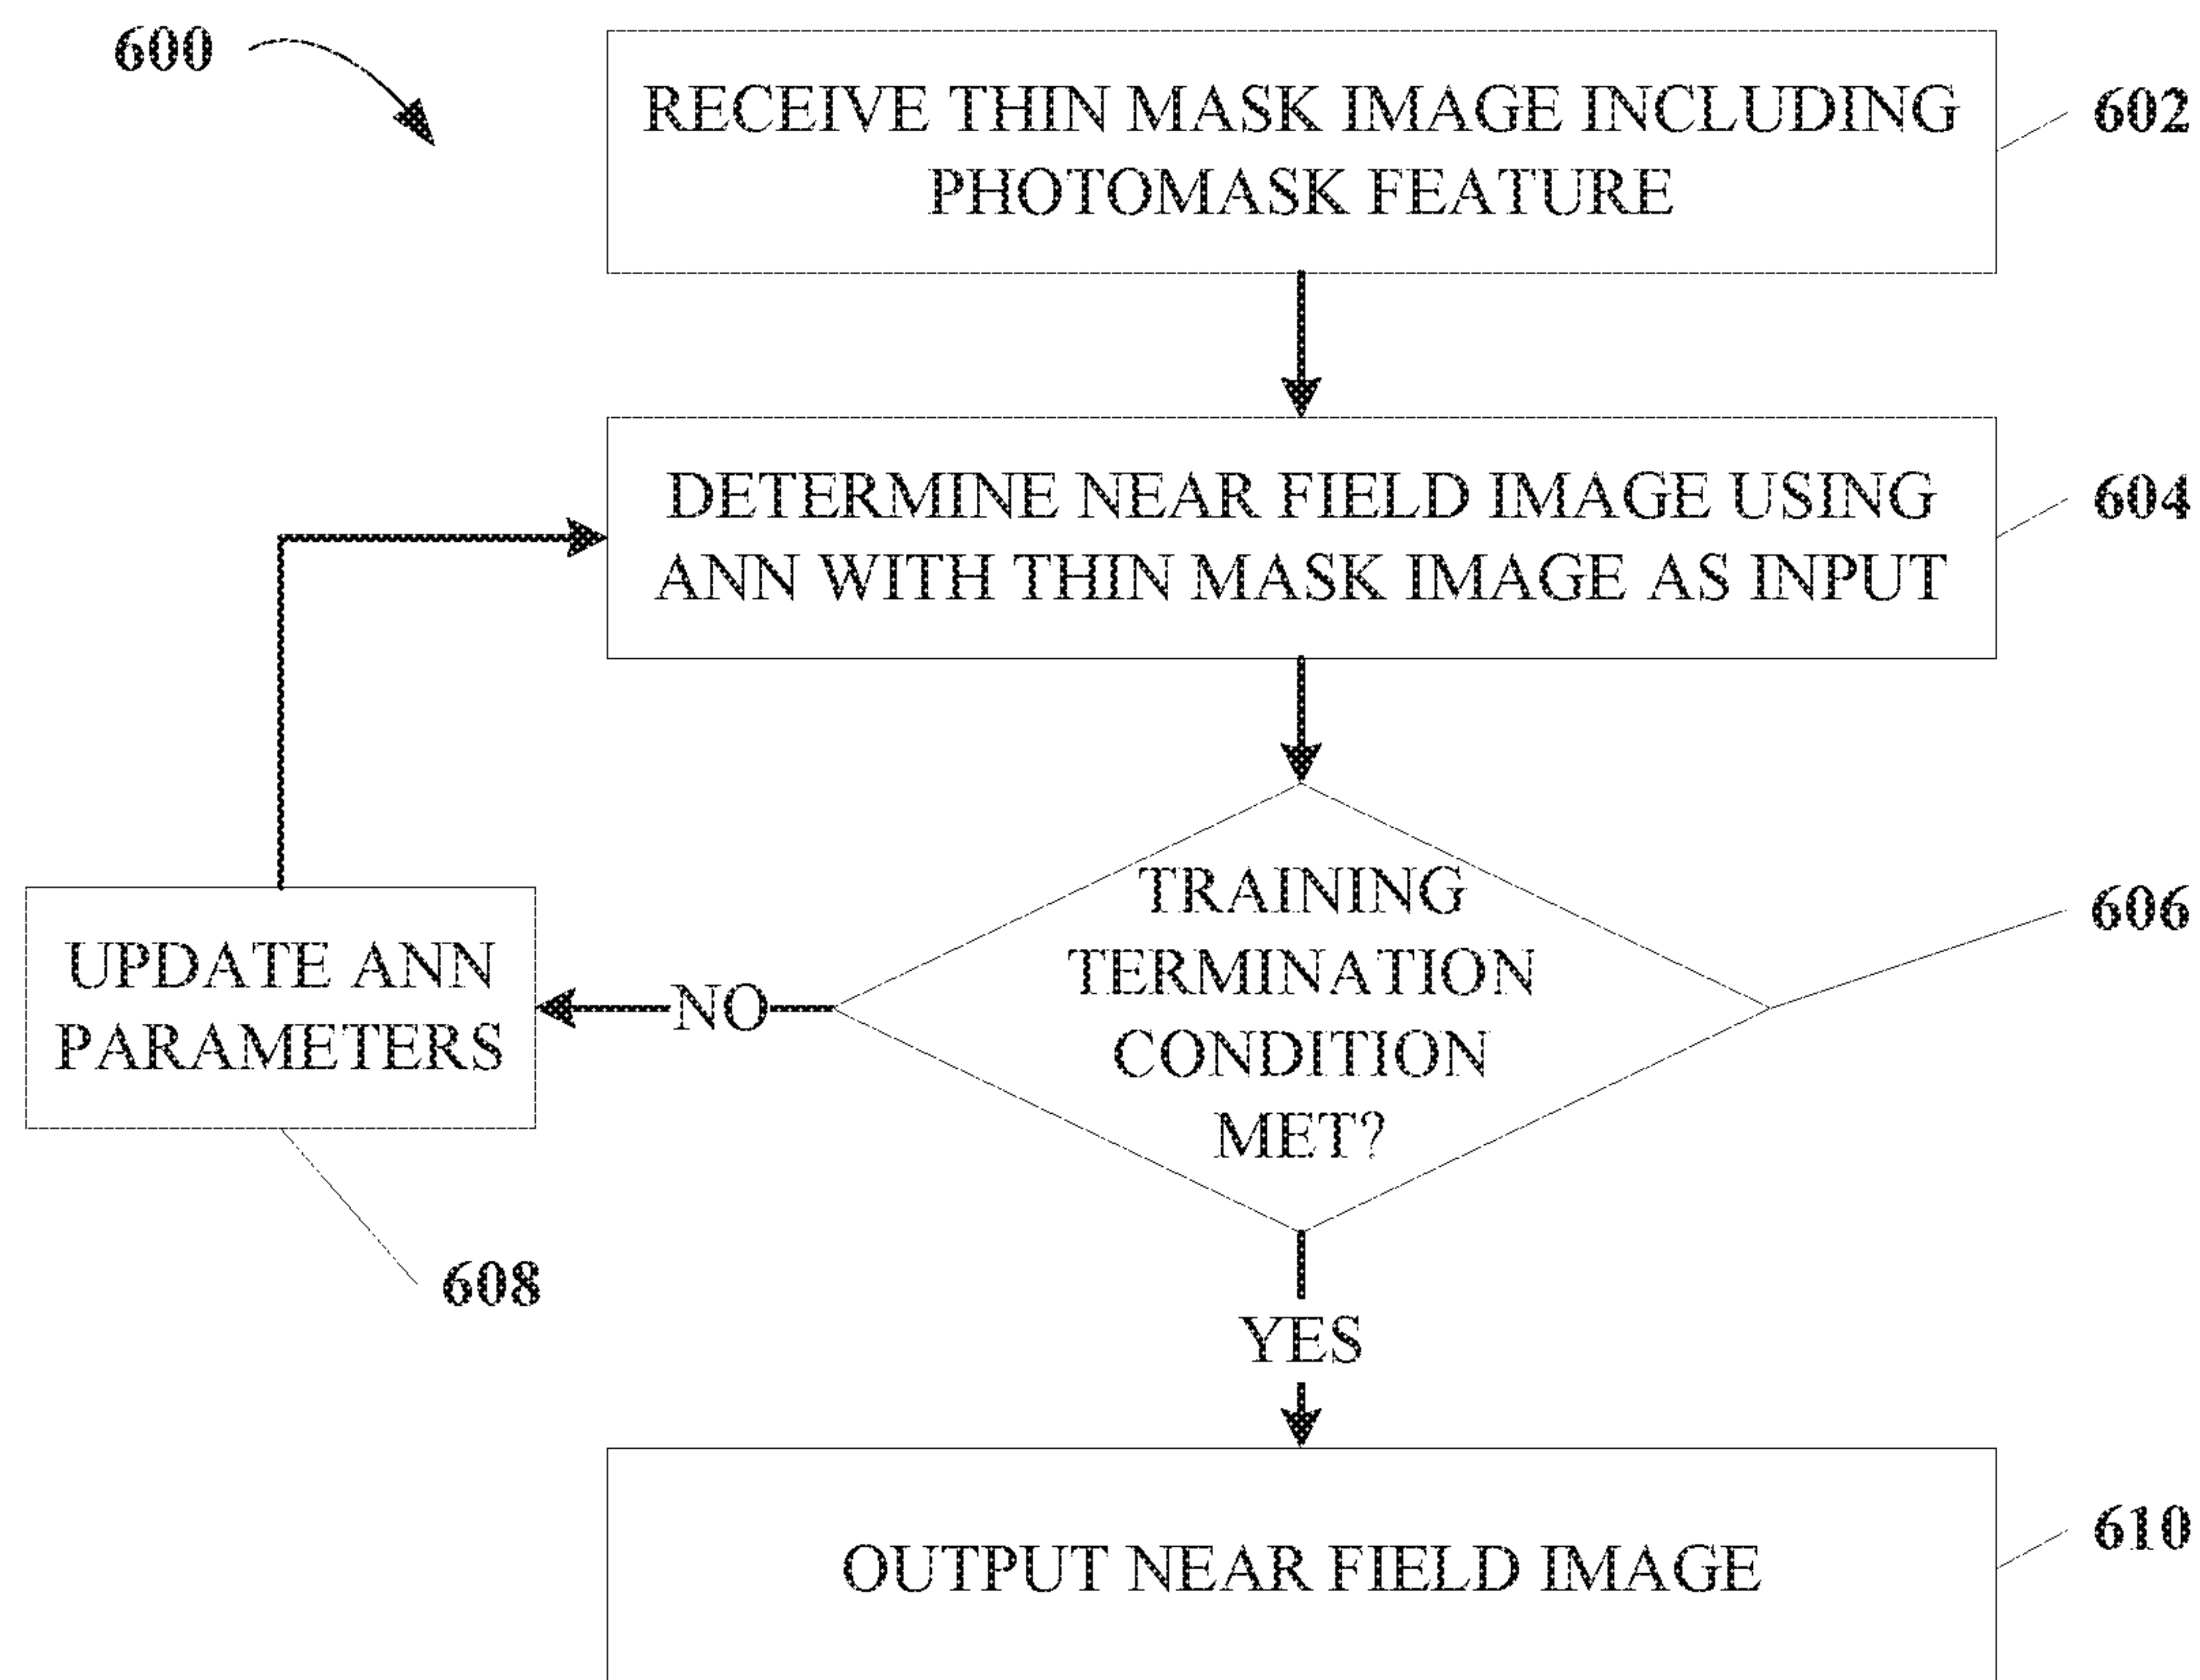 600
RECEIVE THIN MASK IMAGE INCLUDING
PHOTOMASK FEATURE
602
DETERMINE NEAR FIELD IMAGE USING
ANN WITH THIN MASK IMAGE AS INPUT
604
TRAINING
TERMINATION
CONDITION
MET?
606
NO
UPDATE ANN
PARAMETERS
608
YES
OUTPUT NEAR FIELD IMAGE
610